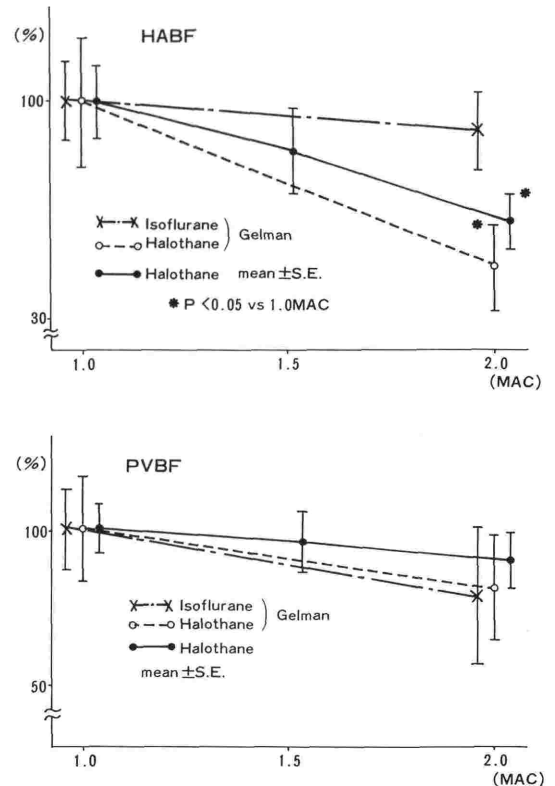 (%)
HABF
100
Isoflurane
Halothane
Gelman
Halothane mean ±S.E.
✱ P <0.05 vs 1.0MAC
✱
✱
30
1.0
1.5
2.0
(MAC)
(%)
PVBF
100
Isoflurane
Halothane
Gelman
Halothane
mean ±S.E.
50
1.0
1.5
2.0
(MAC)